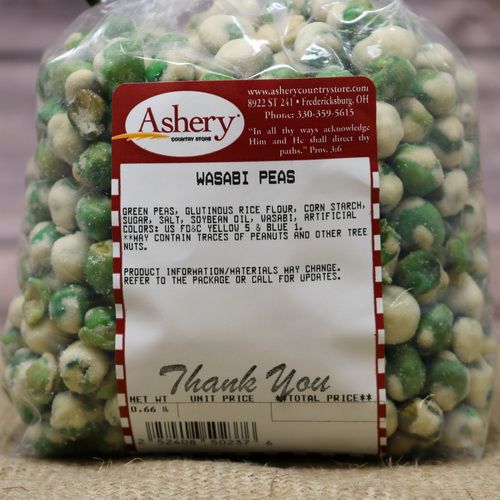 www.asherycountrystore.com
8922 ST 241 • Fredericksburg, OH
Phone: 330-359-5615
"In all thy ways acknowledge
Him and He shall direct thy
paths." Prov. 3:6
Ashery
COUNTRY STORE
WASABI PEAS
GREEN PEAS, GLUTINOUS RICE FLOUR, CORN STARCH,
SUGAR, SALT, SOYBEAN OIL, WASABI, ARTIFICIAL
COLORS: US FD&C YELLOW 5 & BLUE 1.
**MAY CONTAIN TRACES OF PEANUTS AND OTHER TREE
NUTS.
PRODUCT INFORMATION/MATERIALS MAY CHANGE.
REFER TO THE PACKAGE OR CALL FOR UPDATES.
Thank You
NET WT UNIT PRICE *TOTAL PRICE**
0.66 lb
2 52408 50237 6